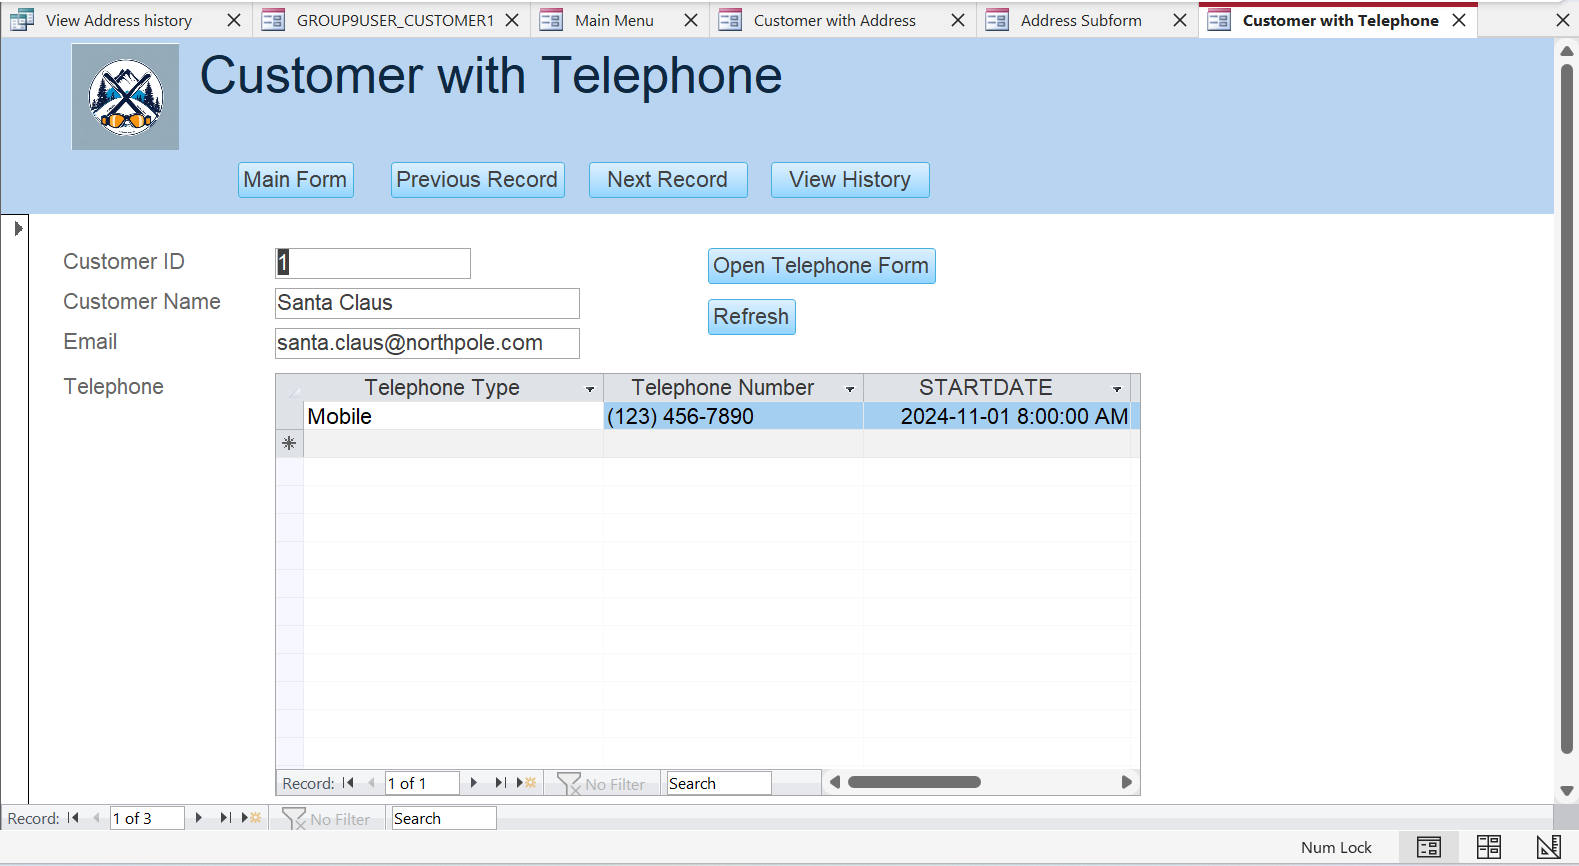 View Address history
GROUP9USER_CUSTOMER1
Main Menu
Customer with Address
Address Subform
Customer with Telephone
Customer with Telephone
Main Form
Previous Record
Next Record
View History
Customer ID
1
Open Telephone Form
Customer Name
Santa Claus
Refresh
Email
santa.claus@northpole.com
Telephone
Telephone Type
Telephone Number
STARTDATE
Mobile
(123) 456-7890
2024-11-01 8:00:00 AM
Record:
1 of 1
No Filter
Search
Record:
1 of 3
No Filter
Search
Num Lock